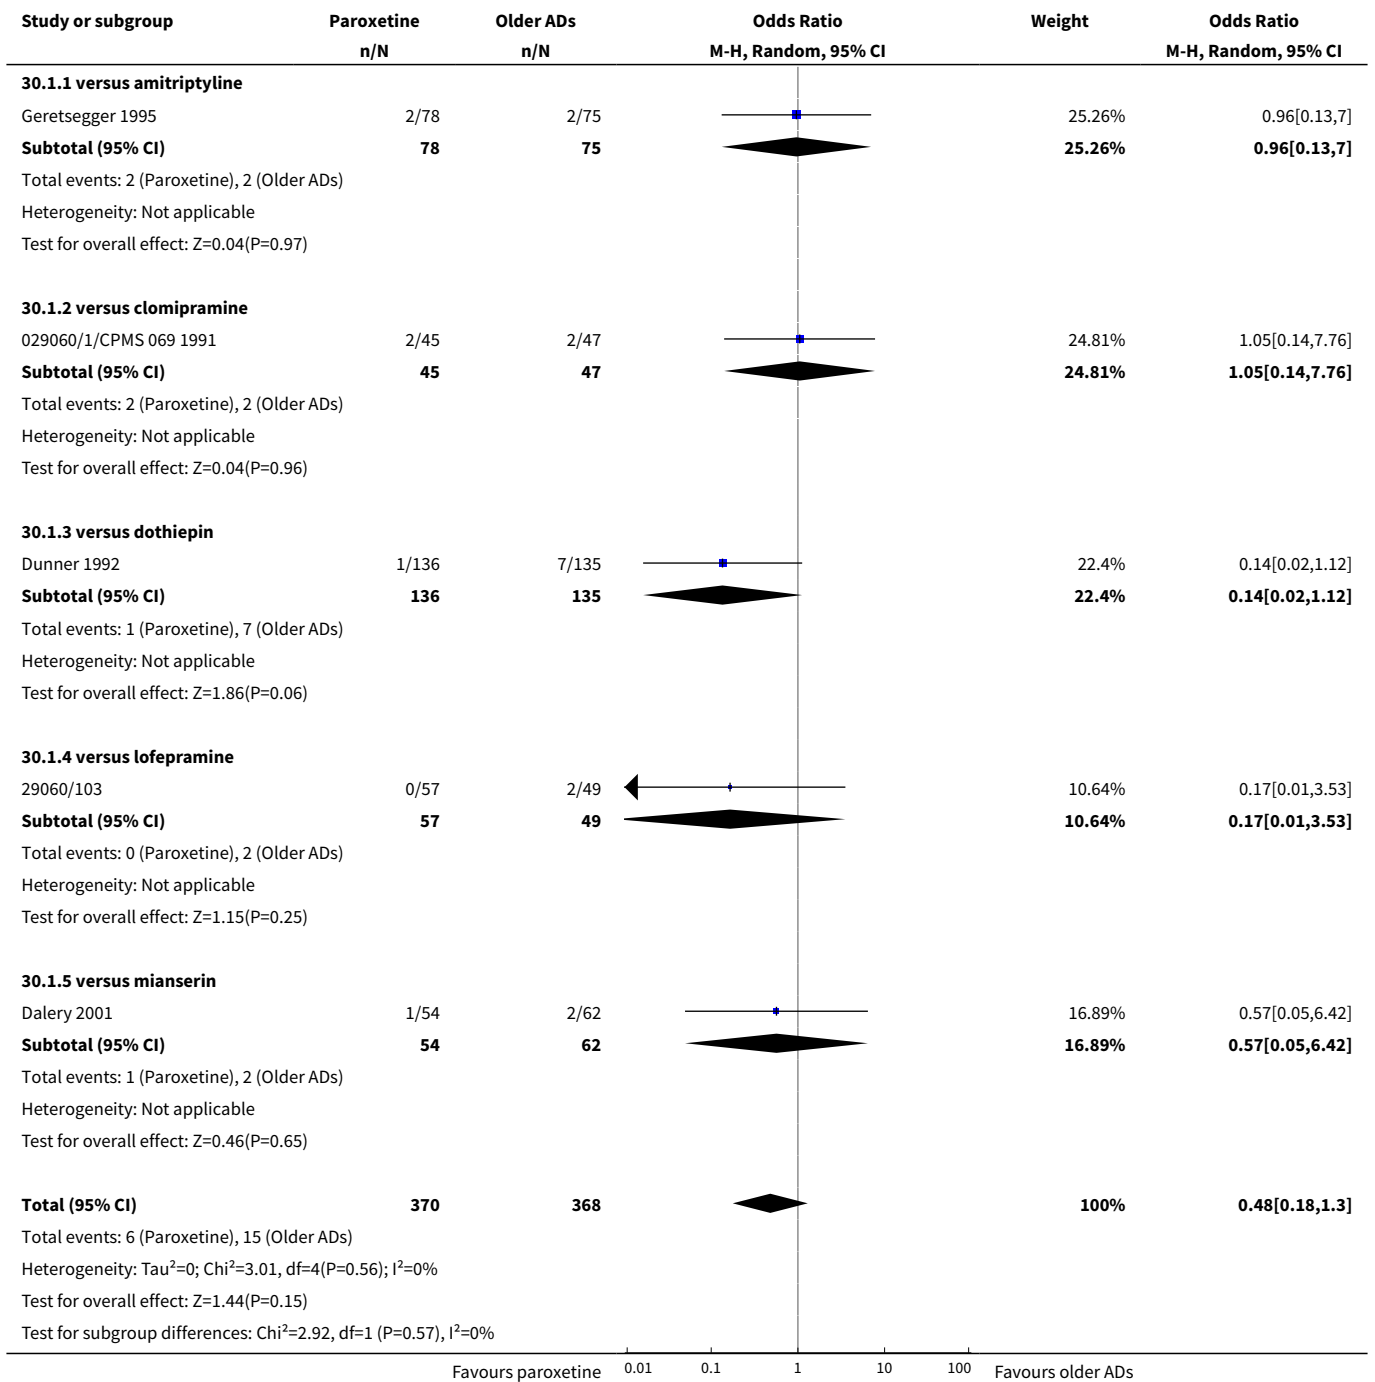 Study or subgroup Paroxetine Older ADs Odds Ratio Weight Odds Ratio
n/N n/N M-H, Random, 95% CI M-H, Random, 95% CI
30.1.1 versus amitriptyline
Geretsegger 1995 2/78 2/75 25.26% 0.96[0.13,7]
Subtotal (95% CI) 78 75 25.26% 0.96[0.13,7]
Total events: 2 (Paroxetine), 2 (Older ADs)
Heterogeneity: Not applicable
Test for overall effect: Z=0.04(P=0.97)
30.1.2 versus clomipramine
029060/1/CPMS 069 1991 2/45 2/47 24.81% 1.05[0.14,7.76]
Subtotal (95% CI) 45 47 24.81% 1.05[0.14,7.76]
Total events: 2 (Paroxetine), 2 (Older ADs)
Heterogeneity: Not applicable
Test for overall effect: Z=0.04(P=0.96)
30.1.3 versus dothiepin
Dunner 1992 1/136 7/135 22.4% 0.14[0.02,1.12]
Subtotal (95% CI) 136 135 22.4% 0.14[0.02,1.12]
Total events: 1 (Paroxetine), 7 (Older ADs)
Heterogeneity: Not applicable
Test for overall effect: Z=1.86(P=0.06)
30.1.4 versus lofepramine
29060/103 0/57 2/49 10.64% 0.17[0.01,3.53]
Subtotal (95% CI) 57 49 10.64% 0.17[0.01,3.53]
Total events: 0 (Paroxetine), 2 (Older ADs)
Heterogeneity: Not applicable
Test for overall effect: Z=1.15(P=0.25)
30.1.5 versus mianserin
Dalery 2001 1/54 2/62 16.89% 0.57[0.05,6.42]
Subtotal (95% CI) 54 62 16.89% 0.57[0.05,6.42]
Total events: 1 (Paroxetine), 2 (Older ADs)
Heterogeneity: Not applicable
Test for overall effect: Z=0.46(P=0.65)
Total (95% CI) 370 368 100% 0.48[0.18,1.3]
Total events: 6 (Paroxetine), 15 (Older ADs)
Heterogeneity: Tau²=0; Chi²=3.01, df=4(P=0.56); I²=0%
Test for overall effect: Z=1.44(P=0.15)
Test for subgroup differences: Chi²=2.92, df=1 (P=0.57), I²=0%
Favours paroxetine 0.01 0.1 1 10 100 Favours older ADs